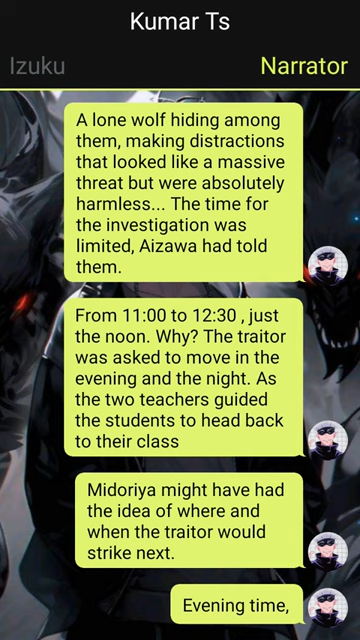 Kumar Ts
Izuku
Narrator
A lone wolf hiding among
them, making distractions
that looked like a massive
threat but were absolutely
harmless... The time for
the investigation was
limited, Aizawa had told
them.
From 11:00 to 12:30 , just
the noon. Why? The traitor
was asked to move in the
evening and the night. As
the two teachers guided
the students to head back
to their class
Midoriya might have had
the idea of where and
when the traitor would
strike next.
Evening time,